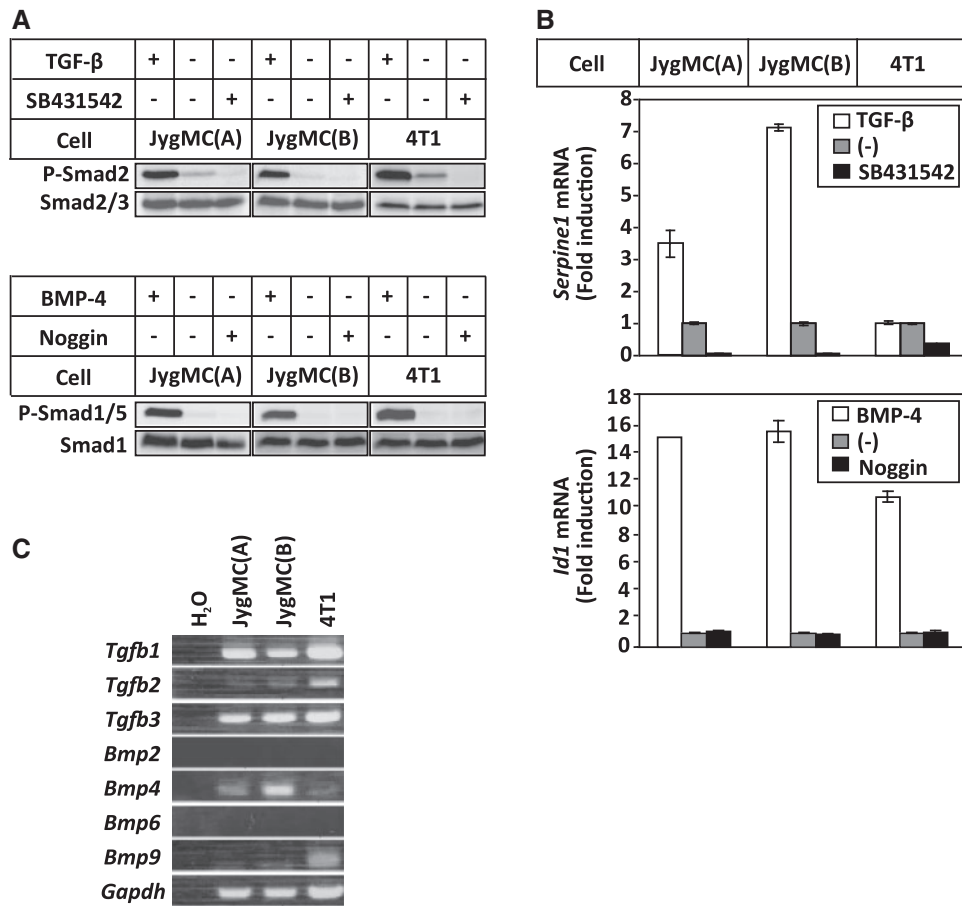 A
TGF-β + - - + - - + - -
SB431542 - - + - - + - - +
Cell JygMC(A) JygMC(B) 4T1
P-Smad2
Smad2/3
BMP-4 + - - + - - + - -
Noggin - - + - - + - - +
Cell JygMC(A) JygMC(B) 4T1
P-Smad1/5
Smad1
B
Cell JygMC(A) JygMC(B) 4T1
Serpine1 mRNA
(Fold induction)
8
7
6
5
4
3
2
1
0
TGF-β
(-)
SB431542
Id1 mRNA
(Fold induction)
18
16
14
12
10
8
6
4
2
0
BMP-4
(-)
Noggin
C
H2O JygMC(A) JygMC(B) 4T1
Tgfb1
Tgfb2
Tgfb3
Bmp2
Bmp4
Bmp6
Bmp9
Gapdh